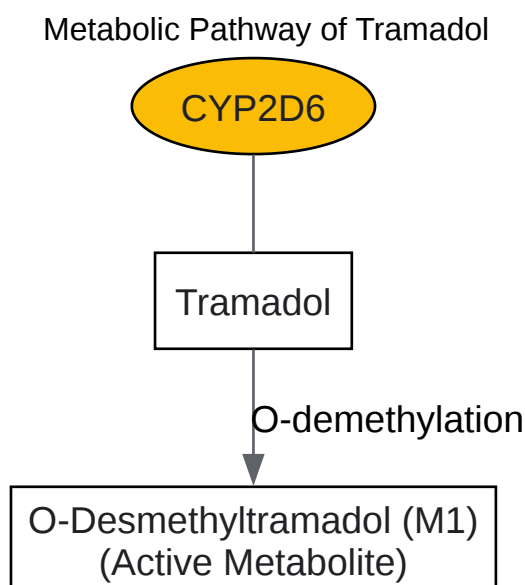 Metabolic Pathway of Tramadol
CYP2D6
Tramadol
O-demethylation
O-Desmethyltramadol (M1)
(Active Metabolite)